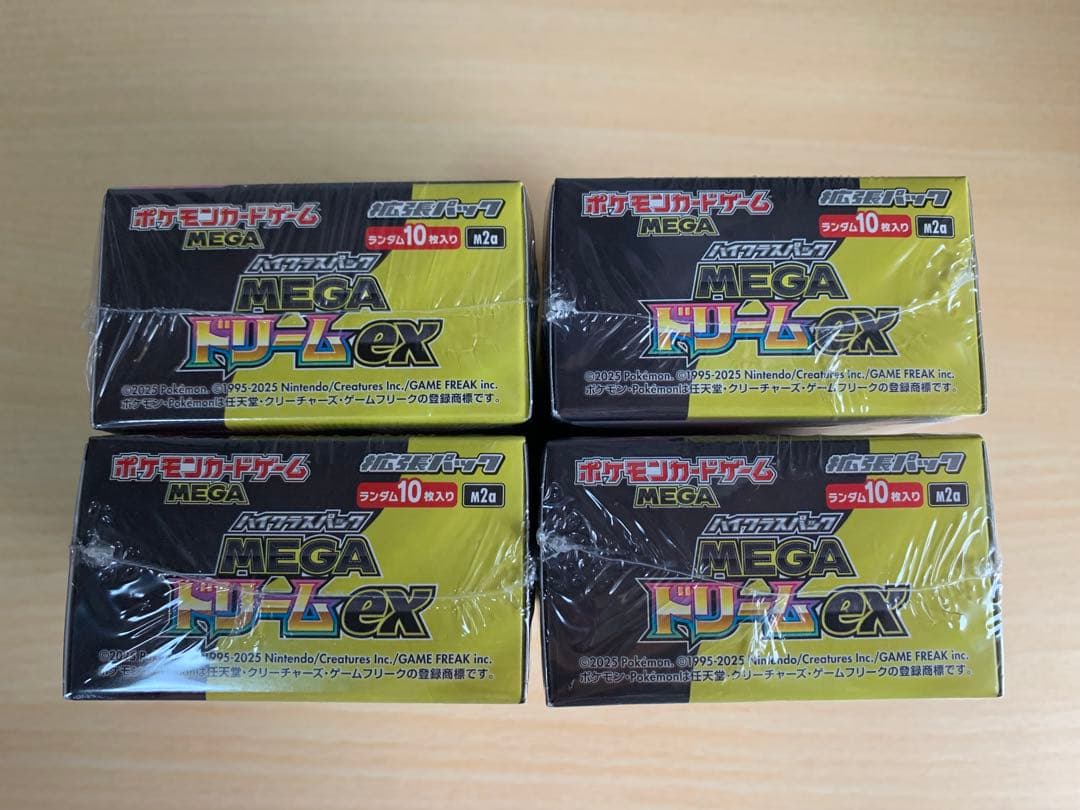 ポケモンカードゲーム 拡張パック
MEGA ランダム10枚入り M2a
ハイクラスパック
MEGA
ドリームex
©2025 Pokémon. ©1995-2025 Nintendo/Creatures Inc./GAME FREAK inc.
ポケモン・Pokémonは任天堂・クリーチャーズ・ゲームフリークの登録商標です。
ポケモンカードゲーム 拡張パック
MEGA ランダム10枚入り M2a
ハイクラスパック
MEGA
ドリームex
©2025 Pokémon. ©1995-2025 Nintendo/Creatures Inc./GAME FREAK inc.
ポケモン・Pokémonは任天堂・クリーチャーズ・ゲームフリークの登録商標です。
ポケモンカードゲーム 拡張パック
MEGA ランダム10枚入り M2a
ハイクラスパック
MEGA
ドリームex
©2025 Pokémon. ©1995-2025 Nintendo/Creatures Inc./GAME FREAK inc.
ポケモン・Pokémonは任天堂・クリーチャーズ・ゲームフリークの登録商標です。
ポケモンカードゲーム 拡張パック
MEGA ランダム10枚入り M2a
ハイクラスパック
MEGA
ドリームex
©2025 Pokémon. ©1995-2025 Nintendo/Creatures Inc./GAME FREAK inc.
ポケモン・Pokémonは任天堂・クリーチャーズ・ゲームフリークの登録商標です。